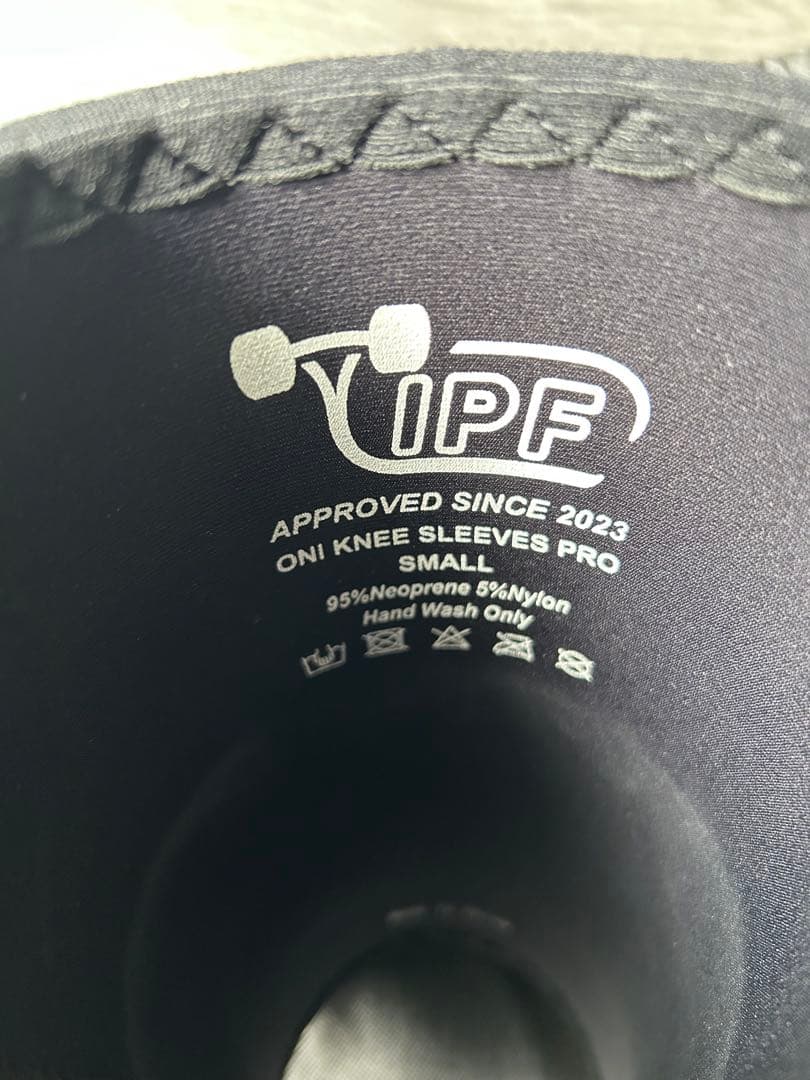 IPF
APPROVED SINCE 2023
ONI KNEE SLEEVES PRO
SMALL
95%Neoprene 5%Nylon
Hand Wash Only